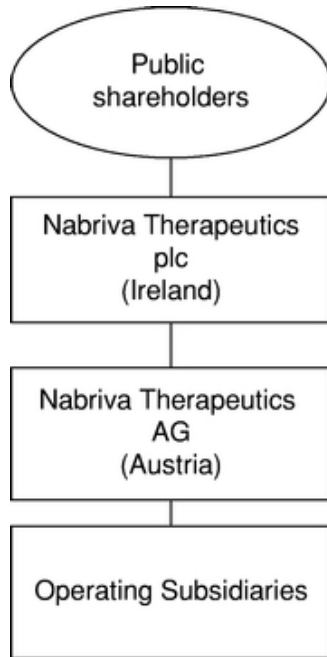 Public
shareholders
Nabriva Therapeutics
plc
(Ireland)
Nabriva Therapeutics
AG
(Austria)
Operating Subsidiaries